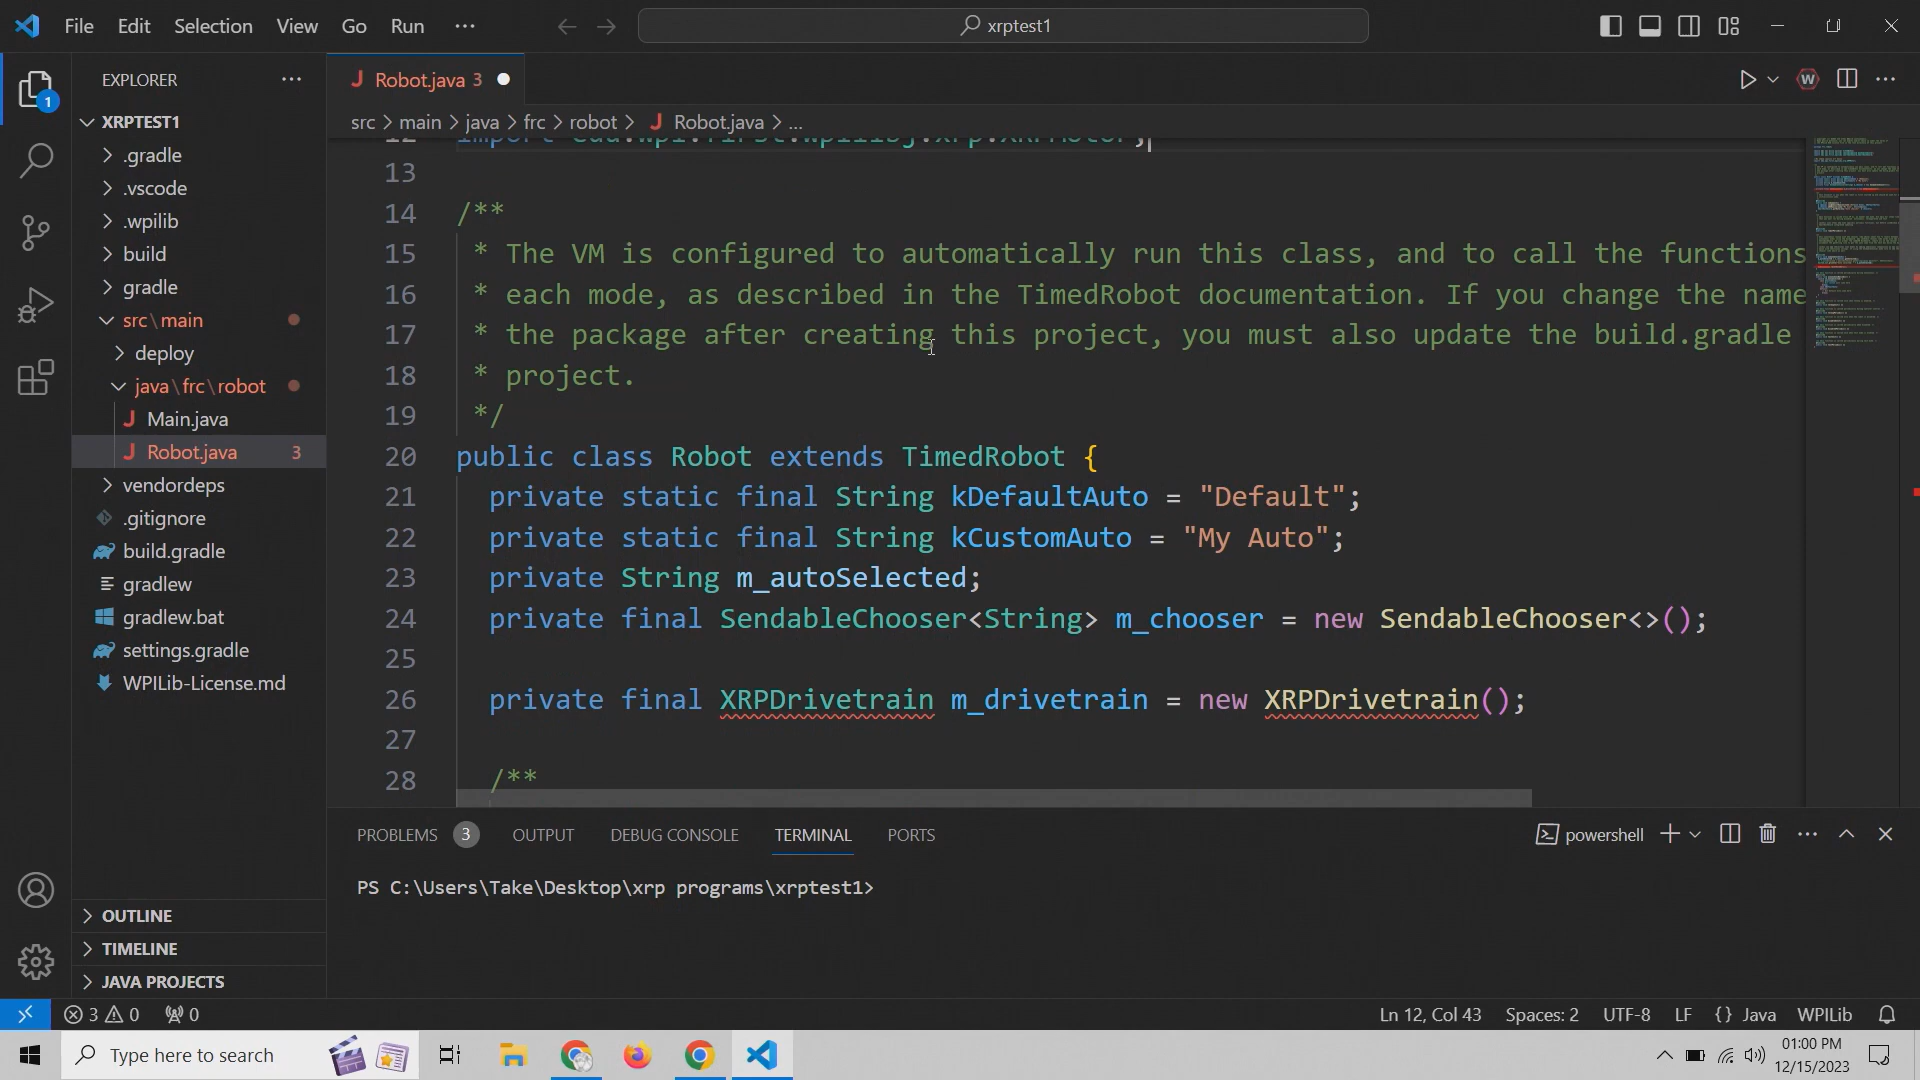 File Edit Selection View Go Run ···
xrptest1
EXPLORER ···
Robot.java 3
W
1
XRPTEST1
src > main > java > frc > robot > J Robot.java > ...
.gradle
.vscode
.wpilib
build
gradle
src\main
deploy
java\frc\robot
J Main.java
J Robot.java 3
vendordeps
.gitignore
build.gradle
gradlew
gradlew.bat
settings.gradle
WPILib-License.md
OUTLINE
TIMELINE
JAVA PROJECTS
12 import edu.wpi.first.wpilibj.xrp.XRPMotor;
13
14 /**
15 * The VM is configured to automatically run this class, and to call the functions
16 * each mode, as described in the TimedRobot documentation. If you change the name
17 * the package after creating this project, you must also update the build.gradle
18 * project.
19 */
20 public class Robot extends TimedRobot {
21 private static final String kDefaultAuto = "Default";
22 private static final String kCustomAuto = "My Auto";
23 private String m_autoSelected;
24 private final SendableChooser<String> m_chooser = new SendableChooser<>();
25
26 private final XRPDrivetrain m_drivetrain = new XRPDrivetrain();
27
28 /**
PROBLEMS 3 OUTPUT DEBUG CONSOLE TERMINAL PORTS
powershell
PS C:\Users\Take\Desktop\xrp programs\xrptest1>
3 0 0
Ln 12, Col 43 Spaces: 2 UTF-8 LF {} Java WPILib
Type here to search
01:00 PM
12/15/2023